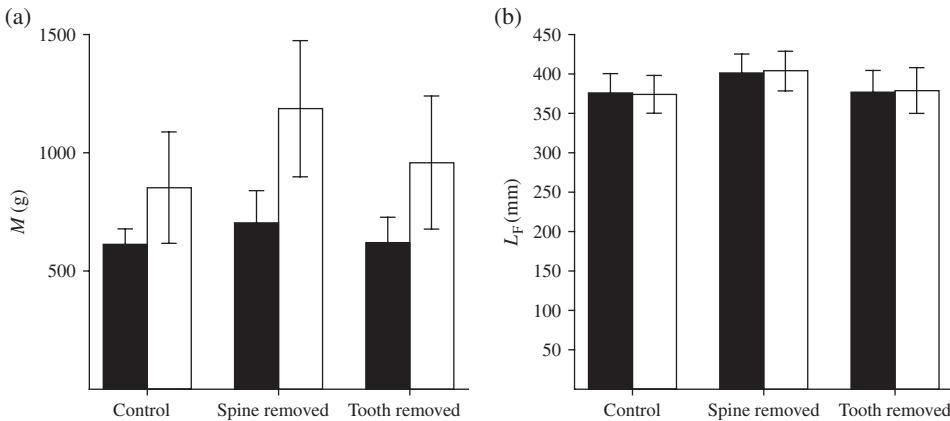 (a)
1500
1000
500
M (g)
Control Spine removed Tooth removed
(b)
450
400
350
300
250
200
150
100
50
LF (mm)
Control Spine removed Tooth removed